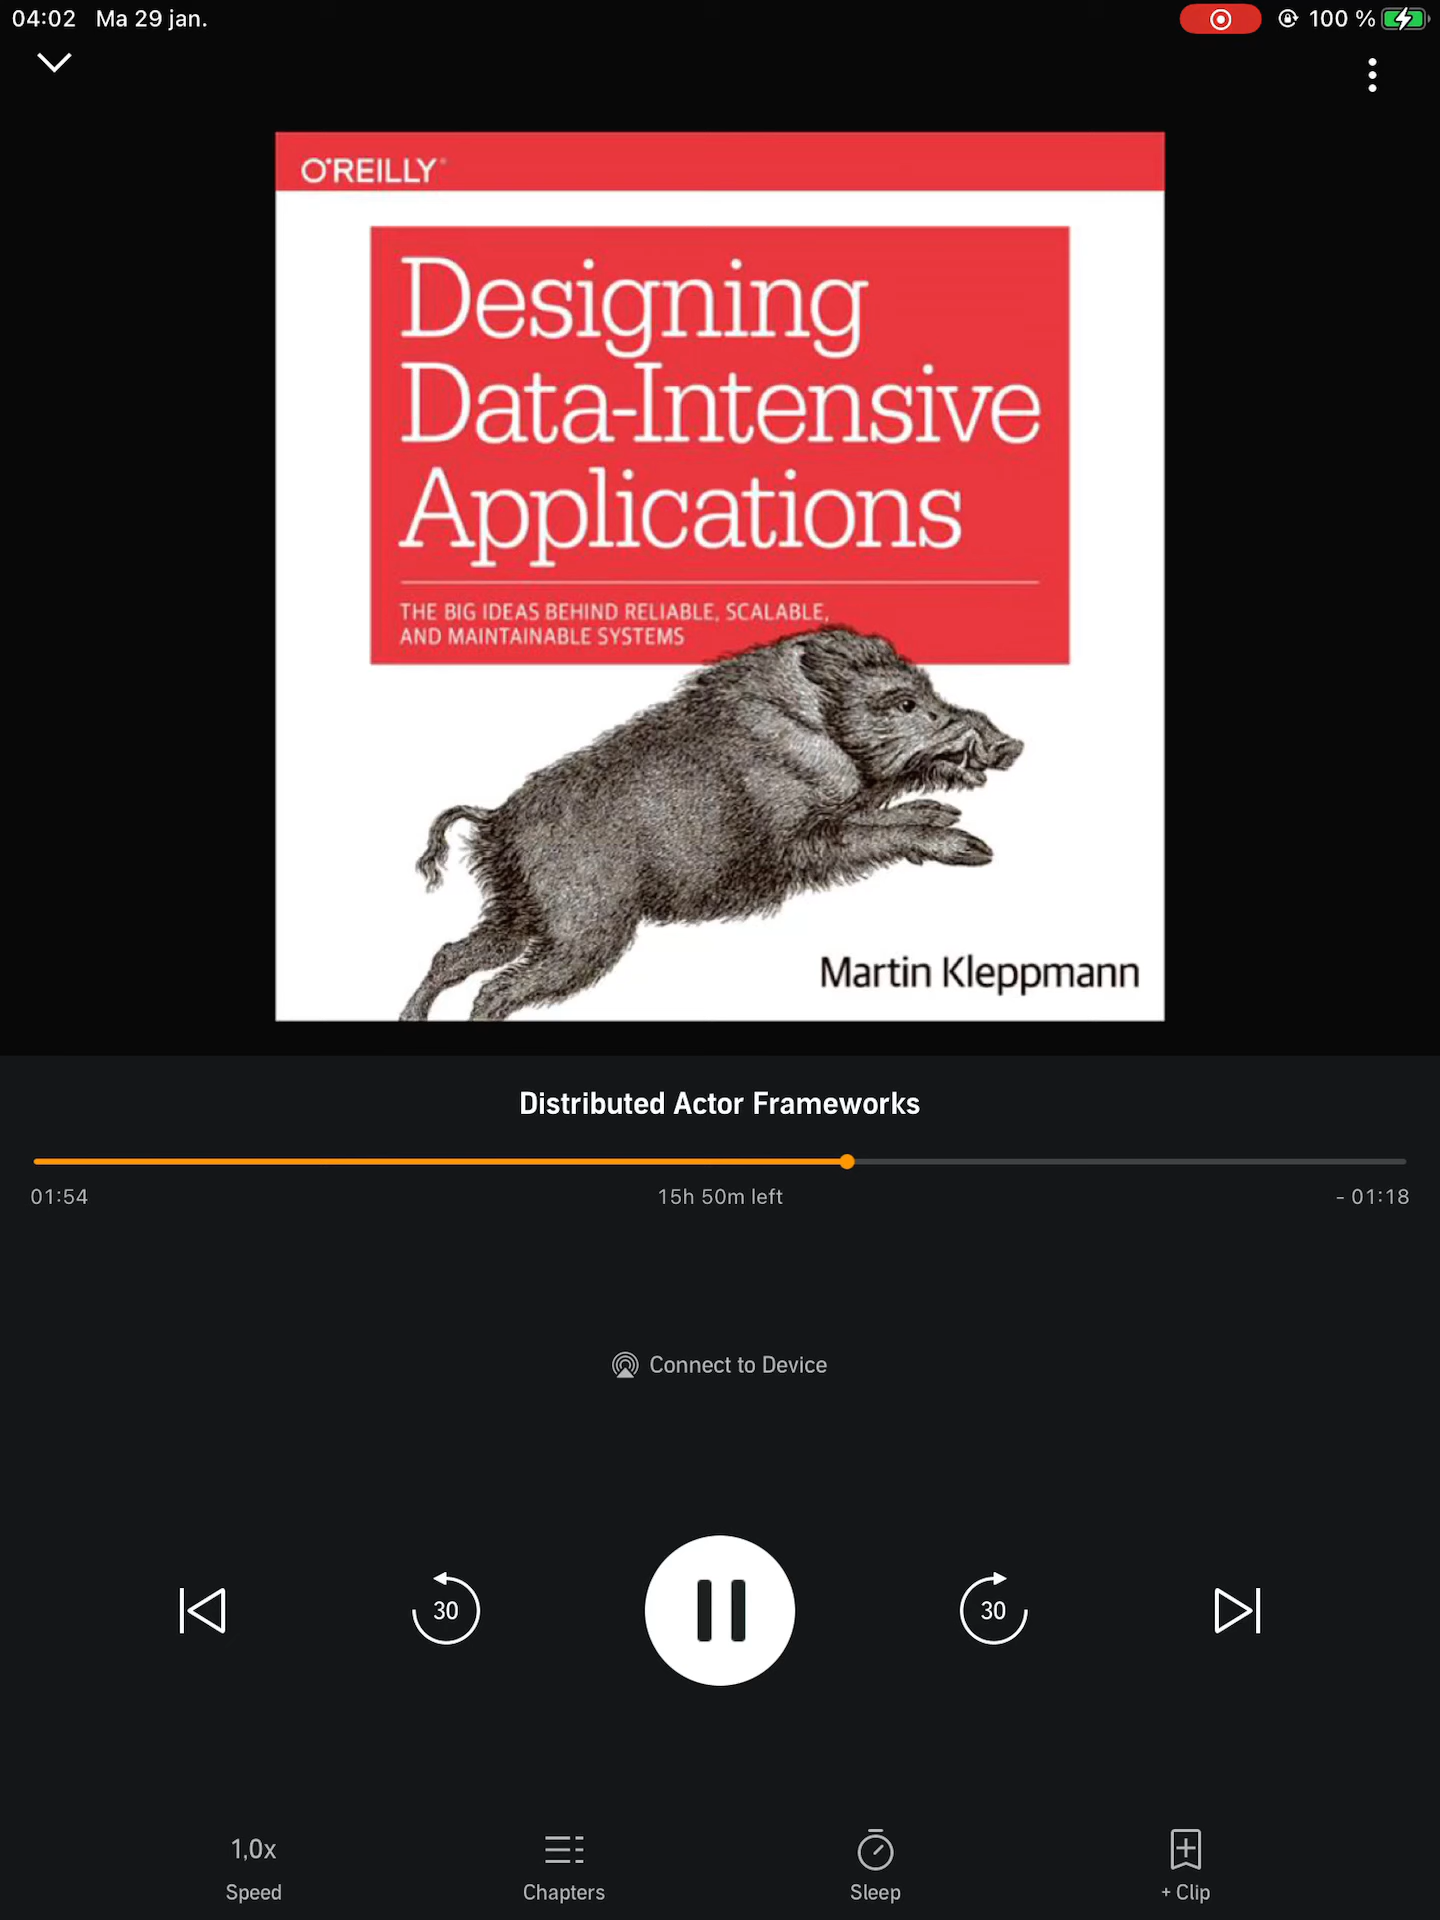 04:02 Ma 29 jan. 100 %
O'REILLY®
Designing
Data-Intensive
Applications
THE BIG IDEAS BEHIND RELIABLE, SCALABLE,
AND MAINTAINABLE SYSTEMS
Martin Kleppmann
Distributed Actor Frameworks
01:54 15h 50m left - 01:18
Connect to Device
30 30
1,0x
Speed Chapters Sleep + Clip